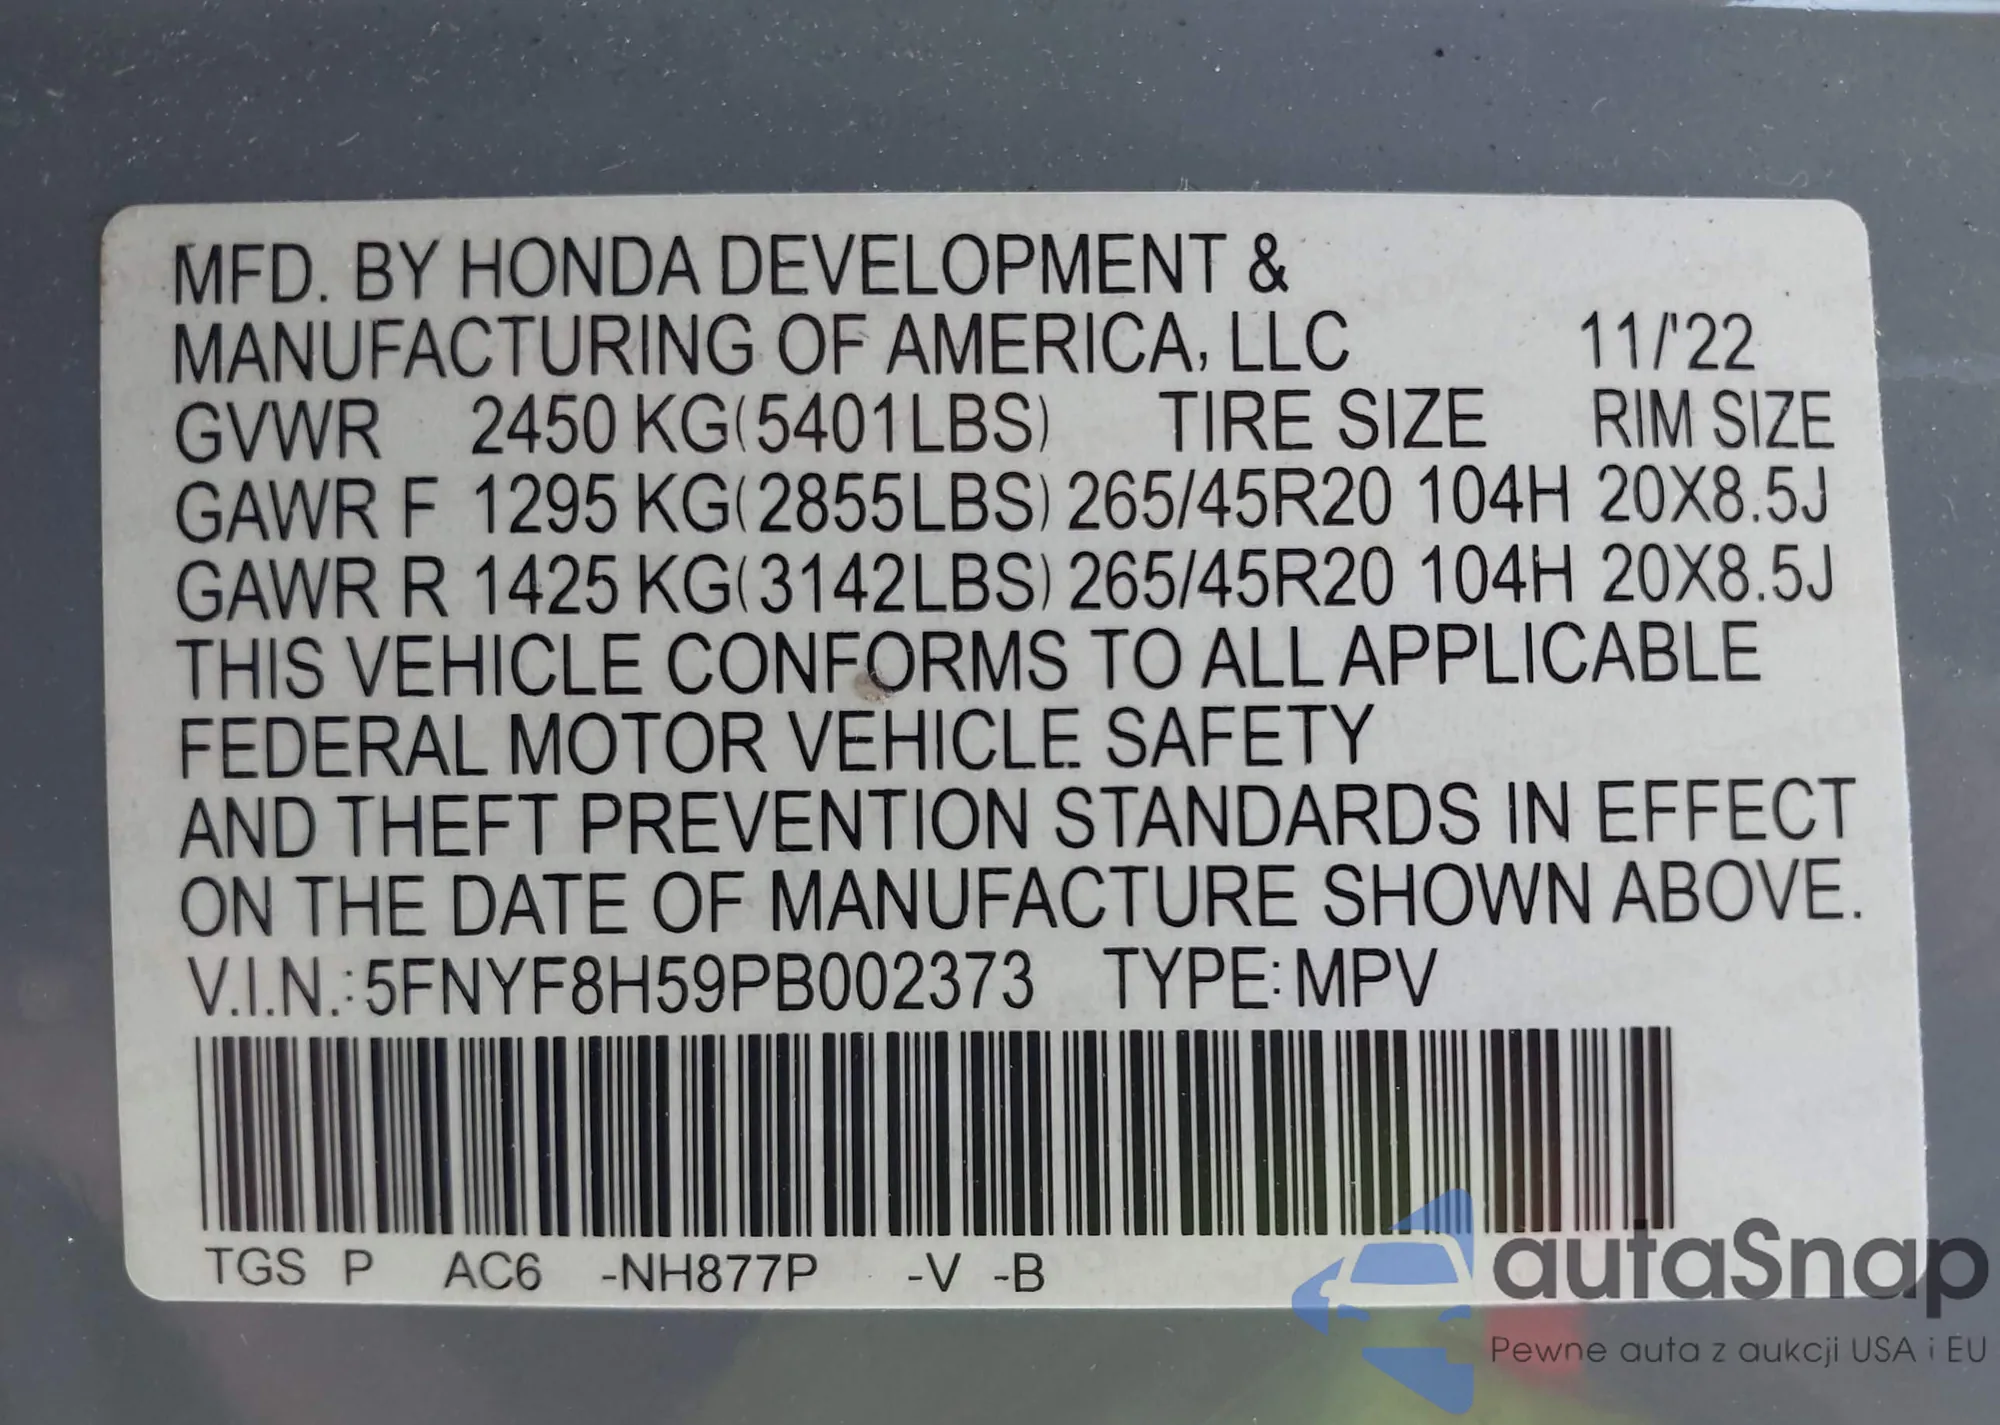 MFD. BY HONDA DEVELOPMENT &
MANUFACTURING OF AMERICA, LLC 11/'22
GVWR 2450 KG(5401LBS) TIRE SIZE RIM SIZE
GAWR F 1295 KG(2855LBS) 265/45R20 104H 20X8.5J
GAWR R 1425 KG(3142LBS) 265/45R20 104H 20X8.5J
THIS VEHICLE CONFORMS TO ALL APPLICABLE
FEDERAL MOTOR VEHICLE SAFETY
AND THEFT PREVENTION STANDARDS IN EFFECT
ON THE DATE OF MANUFACTURE SHOWN ABOVE.
V.I.N.: 5FNYF8H59PB002373 TYPE: MPV
TGS P AC6 -NH877P -V -B
autaSnap
Pewne auta z aukcji USA i EU